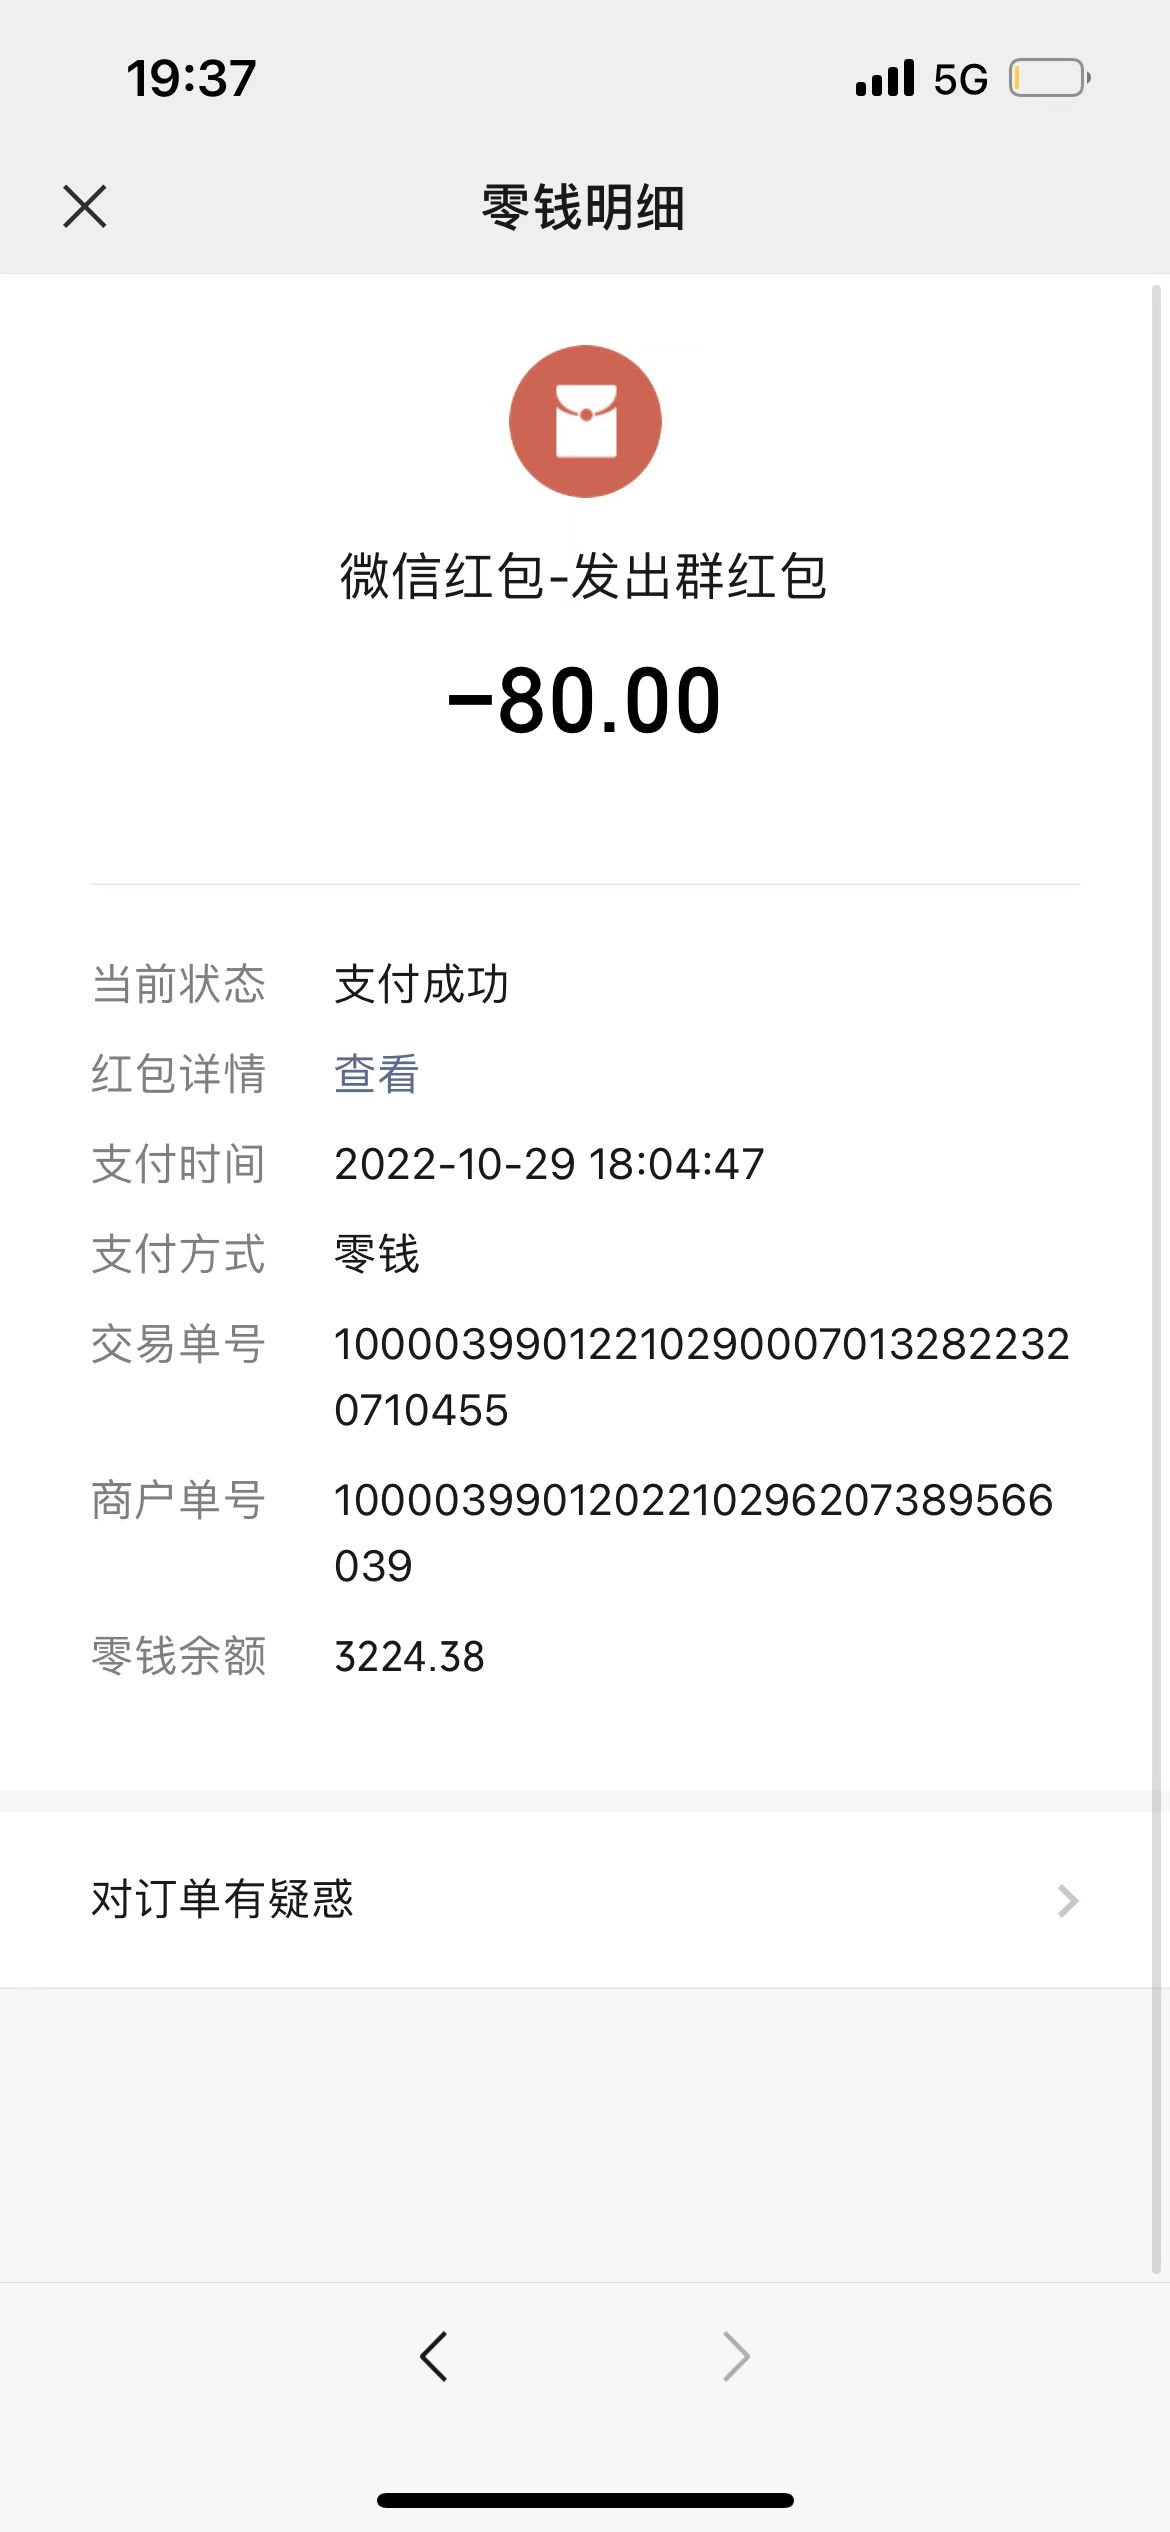 19:37
5G
零钱明细
微信红包-发出群红包
-80.00
当前状态 支付成功
红包详情 查看
支付时间 2022-10-29 18:04:47
支付方式 零钱
交易单号 10000399012210290007013282232
0710455
商户单号 1000039901202210296207389566
039
零钱余额 3224.38
对订单有疑惑